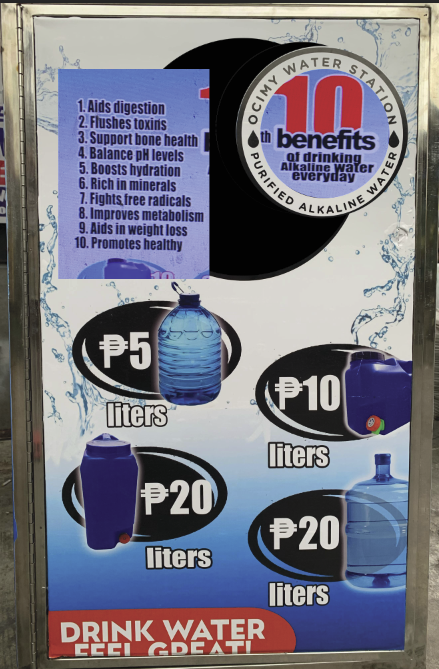 1. Aids digestion
2. Flushes toxins
3. Support bone health
4. Balance pH levels
5. Boosts hydration
6. Rich in minerals
7. Fights free radicals
8. Improves metabolism
9. Aids in weight loss
10. Promotes healthy
OCIMY WATER STATION
10
th benefits
of drinking
Alkaline water
everyday
PURIFIED ALKALINE WATER
₱5
liters
₱10
liters
₱20
liters
₱20
liters
DRINK WATER
FEEL GREAT!